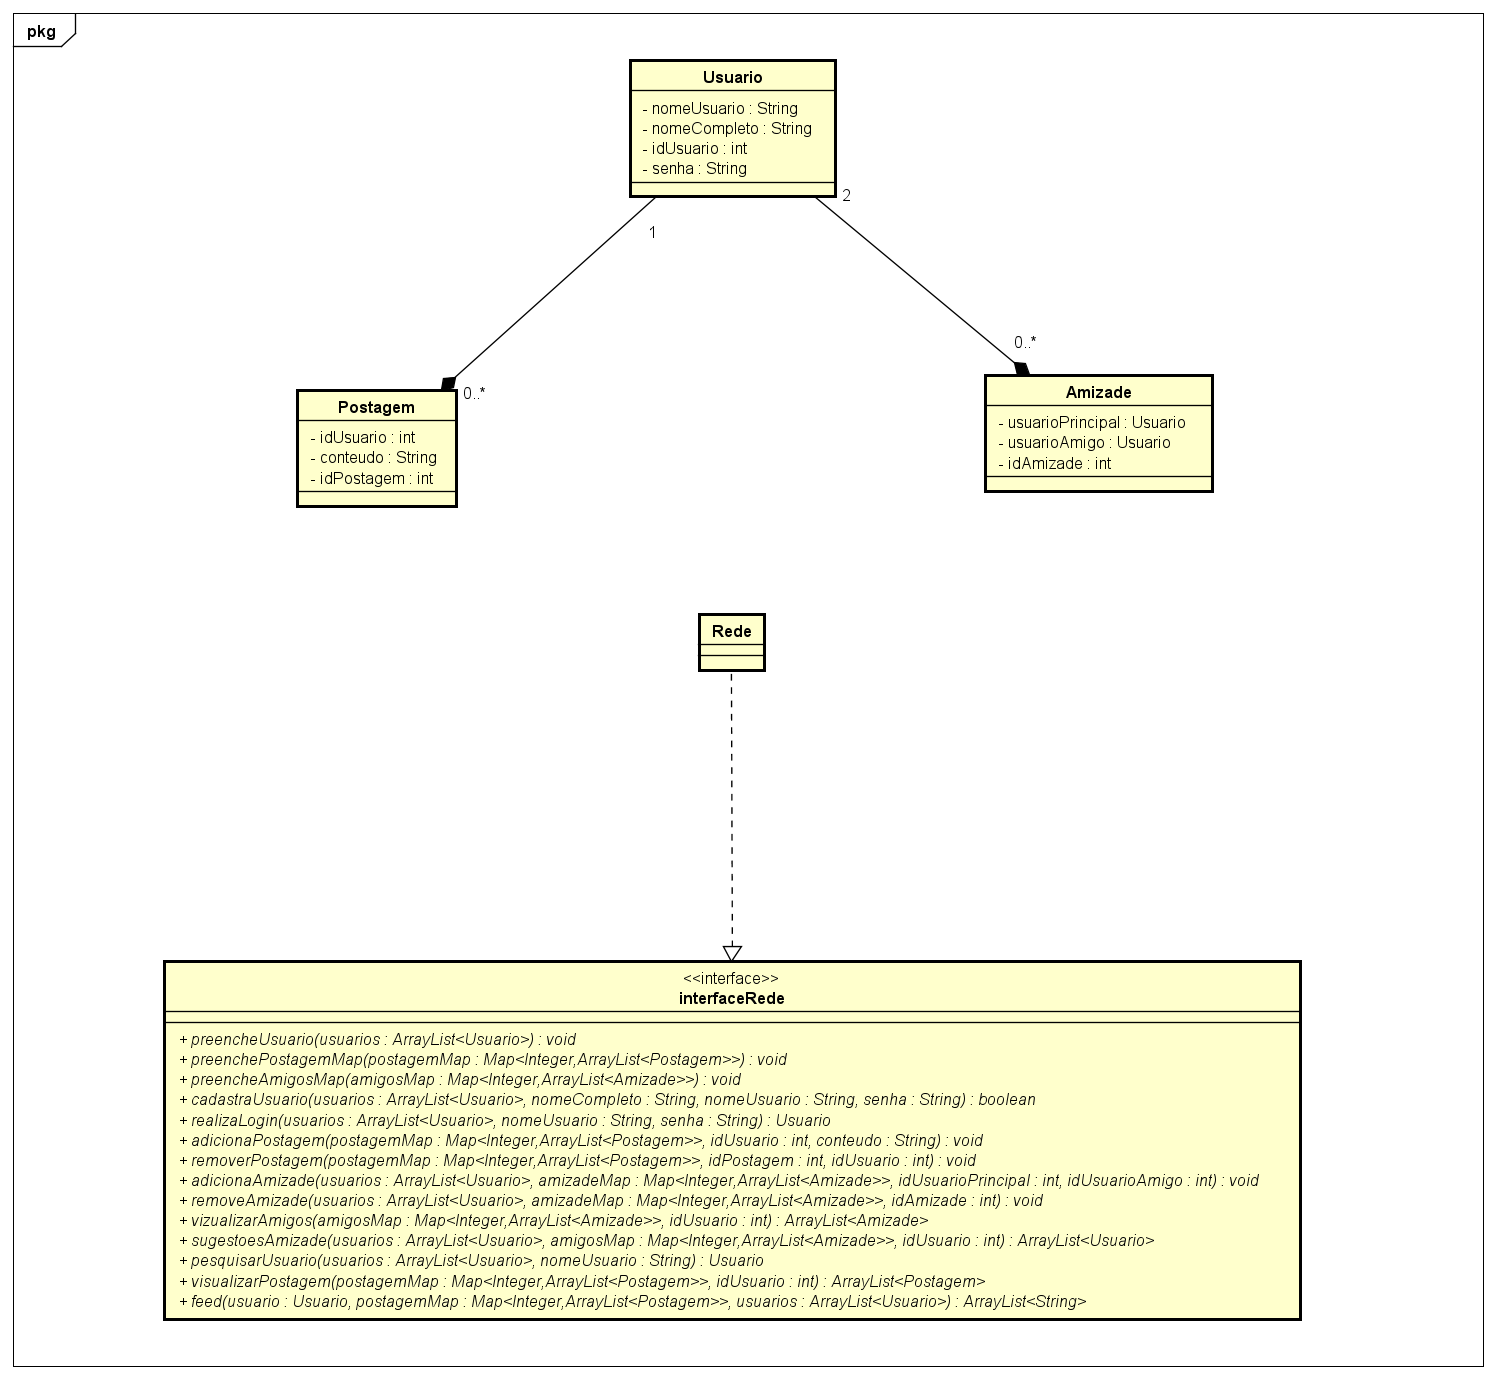 pkg
Usuario
- nomeUsuario : String
- nomeCompleto : String
- idUsuario : int
- senha : String
2
1
0..*
0..*
Postagem
- idUsuario : int
- conteudo : String
- idPostagem : int
Amizade
- usuarioPrincipal : Usuario
- usuarioAmigo : Usuario
- idAmizade : int
Rede
<<interface>>
interfaceRede
+ preencheUsuario(usuarios : ArrayList<Usuario>) : void
+ preenchePostagemMap(postagemMap : Map<Integer,ArrayList<Postagem>>) : void
+ preencheAmigosMap(amigosMap : Map<Integer,ArrayList<Amizade>>) : void
+ cadastraUsuario(usuarios : ArrayList<Usuario>, nomeCompleto : String, nomeUsuario : String, senha : String) : boolean
+ realizaLogin(usuarios : ArrayList<Usuario>, nomeUsuario : String, senha : String) : Usuario
+ adicionaPostagem(postagemMap : Map<Integer,ArrayList<Postagem>>, idUsuario : int, conteudo : String) : void
+ removerPostagem(postagemMap : Map<Integer,ArrayList<Postagem>>, idPostagem : int, idUsuario : int) : void
+ adicionaAmizade(usuarios : ArrayList<Usuario>, amizadeMap : Map<Integer,ArrayList<Amizade>>, idUsuarioPrincipal : int, idUsuarioAmigo : int) : void
+ removeAmizade(usuarios : ArrayList<Usuario>, amizadeMap : Map<Integer,ArrayList<Amizade>>, idAmizade : int) : void
+ vizualizarAmigos(amigosMap : Map<Integer,ArrayList<Amizade>>, idUsuario : int) : ArrayList<Amizade>
+ sugestoesAmizade(usuarios : ArrayList<Usuario>, amigosMap : Map<Integer,ArrayList<Amizade>>, idUsuario : int) : ArrayList<Usuario>
+ pesquisarUsuario(usuarios : ArrayList<Usuario>, nomeUsuario : String) : Usuario
+ visualizarPostagem(postagemMap : Map<Integer,ArrayList<Postagem>>, idUsuario : int) : ArrayList<Postagem>
+ feed(usuario : Usuario, postagemMap : Map<Integer,ArrayList<Postagem>>, usuarios : ArrayList<Usuario>) : ArrayList<String>